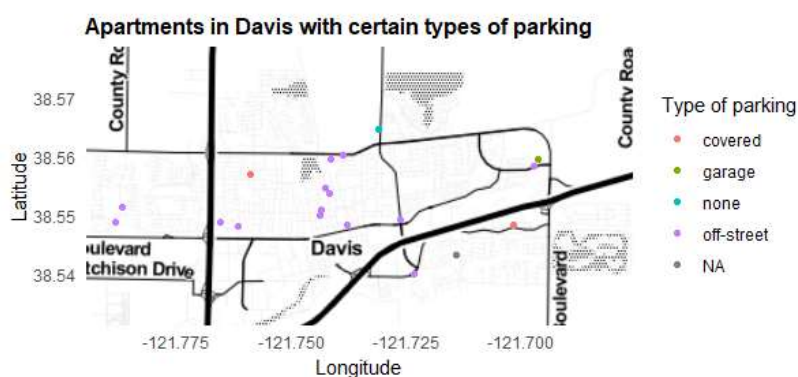 Apartments in Davis with certain types of parking
County Ro
County Roa
38.57
38.56
38.55
38.54
Latitude
oulevard
tchison Drive
Davis
oulevard
-121.775
-121.750
-121.725
-121.700
Longitude
Type of parking
covered
garage
none
off-street
NA